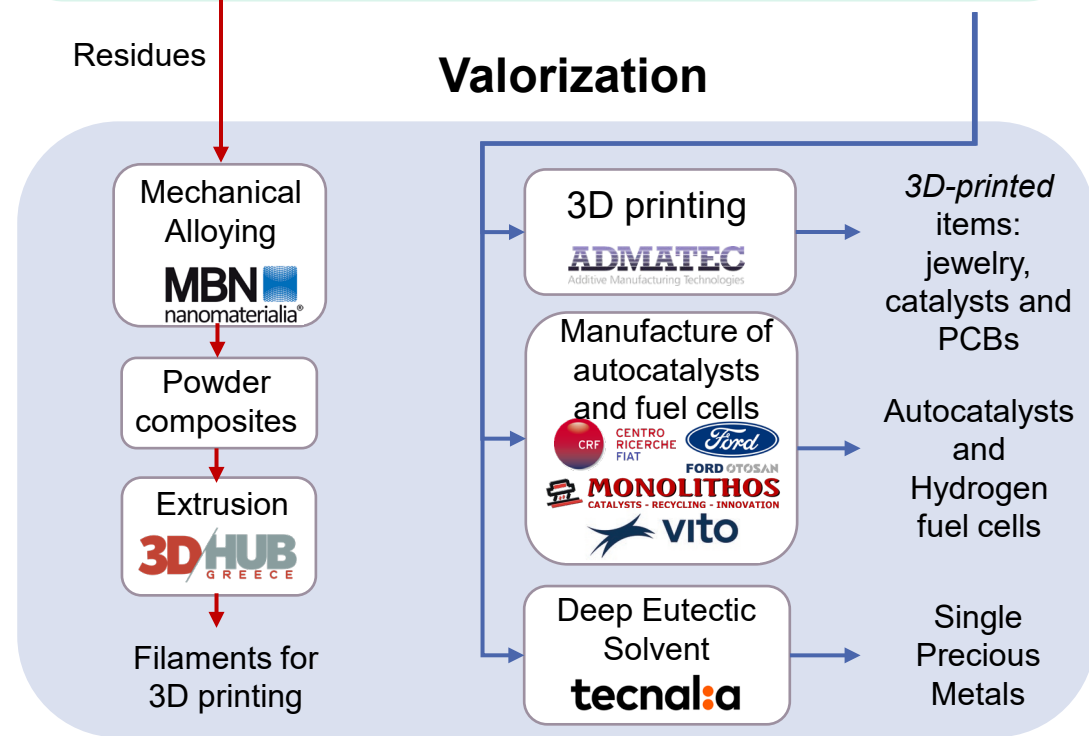 Residues
Valorization
Mechanical
Alloying
MBN
nanomaterialia®
Powder
composites
Extrusion
3D/HUB
GREECE
Filaments for
3D printing
3D printing
ADMATEC
Additive Manufacturing Technologies
3D-printed
items:
jewelry,
catalysts and
PCBs
Manufacture of
autocatalysts
and fuel cells
CRF
CENTRO
RICERCHE
FIAT
Ford
FORD OTOSAN
MONOLITHOS
CATALYSTS - RECYCLING - INNOVATION
vito
Autocatalysts
and
Hydrogen
fuel cells
Deep Eutectic
Solvent
tecnal:a
Single
Precious
Metals